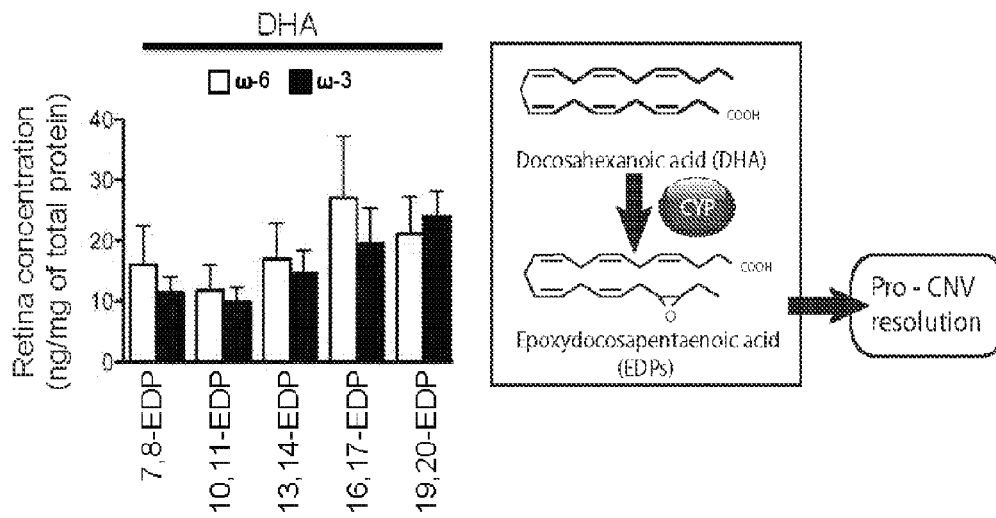 DHA
ω-6 ω-3
Retina concentration
(ng/mg of total protein)
40
30
20
10
0
7,8-EDP
10,11-EDP
13,14-EDP
16,17-EDP
19,20-EDP
COOH
Docosahexanoic acid (DHA)
CYP
COOH
O
Epoxydocosapentaenoic acid
(EDPs)
Pro - CNV
resolution